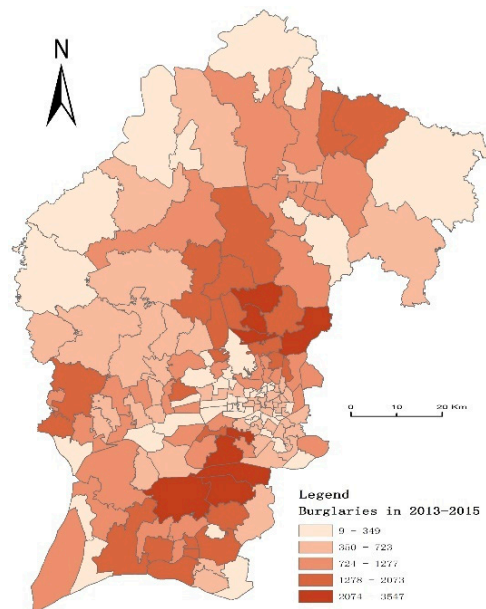 N
0 10 20 Km
Legend
Burglaries in 2013-2015
9 - 349
350 - 723
724 - 1277
1278 - 2073
2074 - 3547